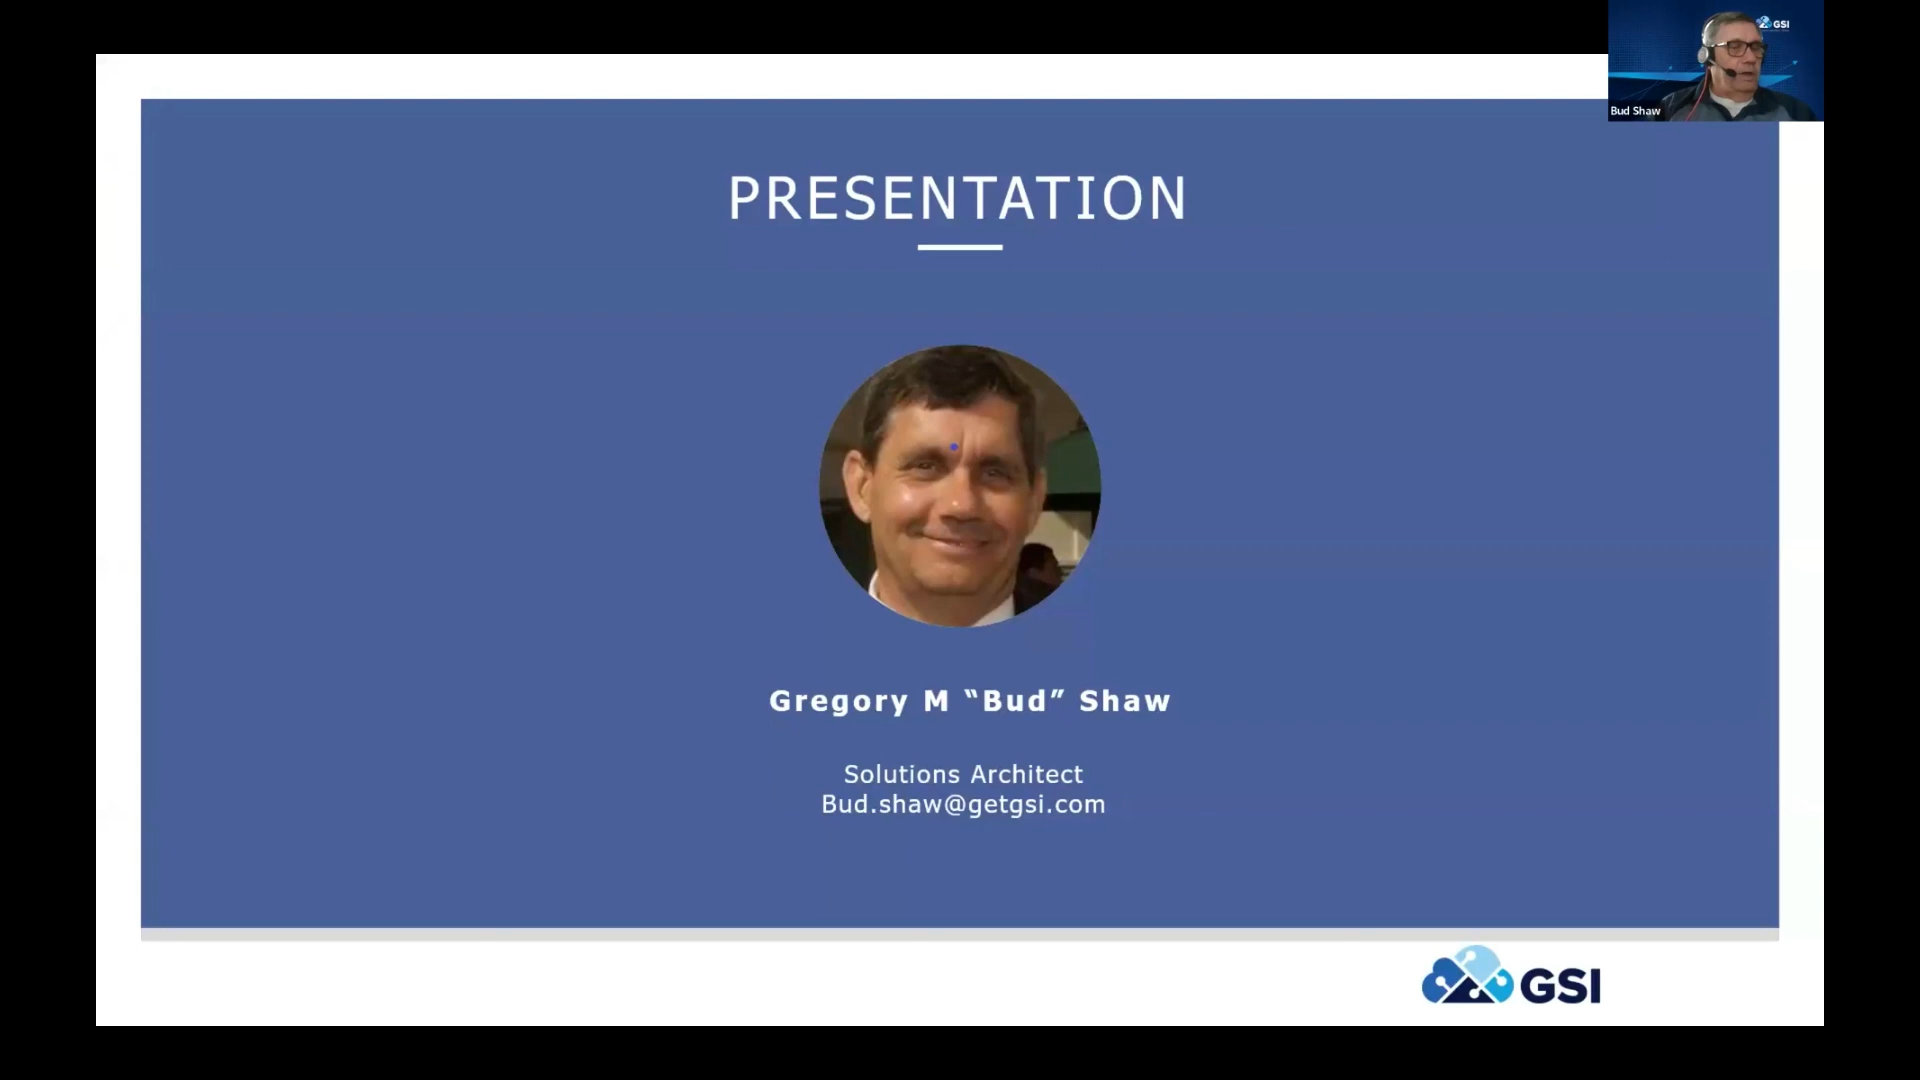 GSI
Bud Shaw
PRESENTATION
Gregory M “Bud” Shaw
Solutions Architect
Bud.shaw@getgsi.com
GSI